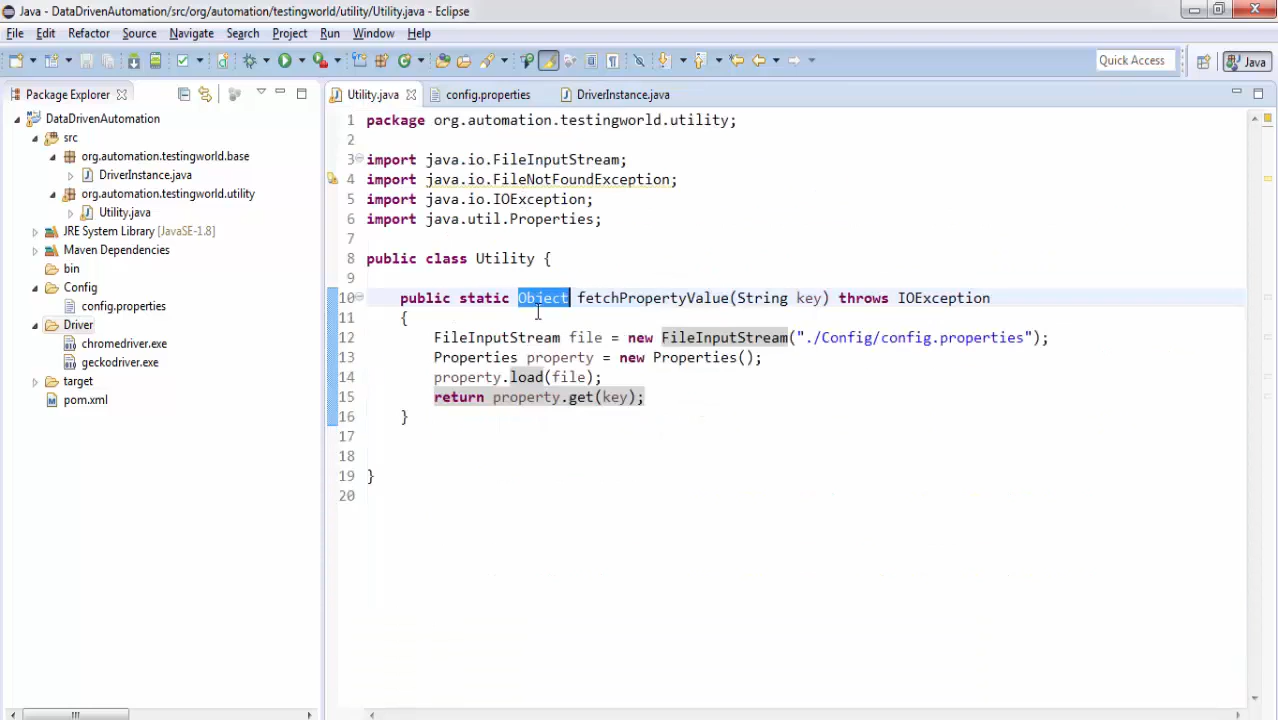 Java - DataDrivenAutomation/src/org/automation/testingworld/utility/Utility.java - Eclipse
File Edit Refactor Source Navigate Search Project Run Window Help
Quick Access
Java
Package Explorer
Utility.java
config.properties
DriverInstance.java
DataDrivenAutomation
src
org.automation.testingworld.base
DriverInstance.java
org.automation.testingworld.utility
Utility.java
JRE System Library [JavaSE-1.8]
Maven Dependencies
bin
Config
config.properties
Driver
chromedriver.exe
geckodriver.exe
target
pom.xml
1 package org.automation.testingworld.utility;
2
3 import java.io.FileInputStream;
4 import java.io.FileNotFoundException;
5 import java.io.IOException;
6 import java.util.Properties;
7
8 public class Utility {
9
10 public static Object fetchPropertyValue(String key) throws IOException
11 {
12 FileInputStream file = new FileInputStream("./Config/config.properties");
13 Properties property = new Properties();
14 property.load(file);
15 return property.get(key);
16 }
17
18
19 }
20